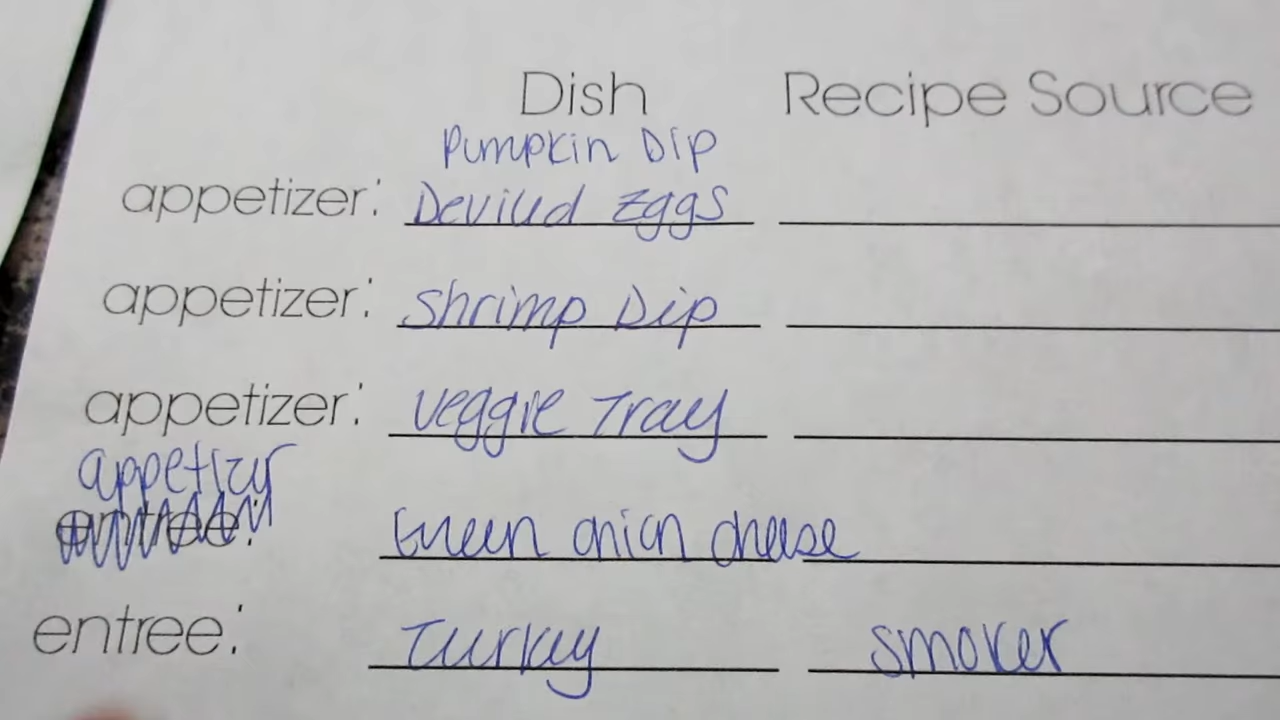 Dish Recipe Source
Pumpkin Dip
appetizer: Deviled Eggs
appetizer: Shrimp Dip
appetizer: Veggie Tray
appetizer
entree: Green onion cheese
entree: Turkey smoker